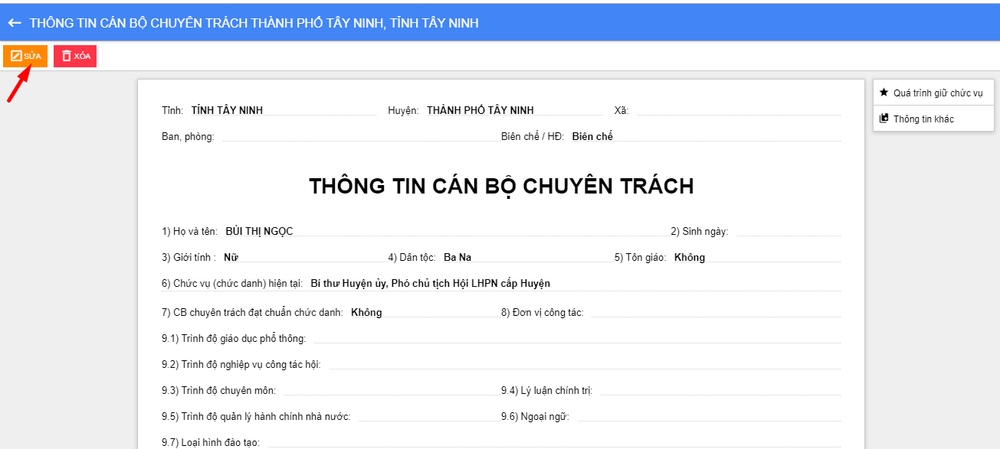 THÔNG TIN CÁN BỘ CHUYÊN TRÁCH THÀNH PHỐ TÂY NINH, TỈNH TÂY NINH
SỬA XÓA
Tỉnh: TỈNH TÂY NINH Huyện: THÀNH PHỐ TÂY NINH Xã:
Quá trình giữ chức vụ
Thông tin khác
Ban, phòng: Biên chế / HĐ: Biên chế
THÔNG TIN CÁN BỘ CHUYÊN TRÁCH
1) Họ và tên: BÙI THỊ NGỌC 2) Sinh ngày:
3) Giới tính : Nữ 4) Dân tộc: Ba Na 5) Tôn giáo: Không
6) Chức vụ (chức danh) hiện tại: Bí thư Huyện ủy, Phó chủ tịch Hội LHPN cấp Huyện
7) CB chuyên trách đạt chuẩn chức danh: Không 8) Đơn vị công tác:
9.1) Trình độ giáo dục phổ thông:
9.2) Trình độ nghiệp vụ công tác hội:
9.3) Trình độ chuyên môn: 9.4) Lý luận chính trị:
9.5) Trình độ quản lý hành chính nhà nước: 9.6) Ngoại ngữ:
9.7) Loại hình đào tạo: